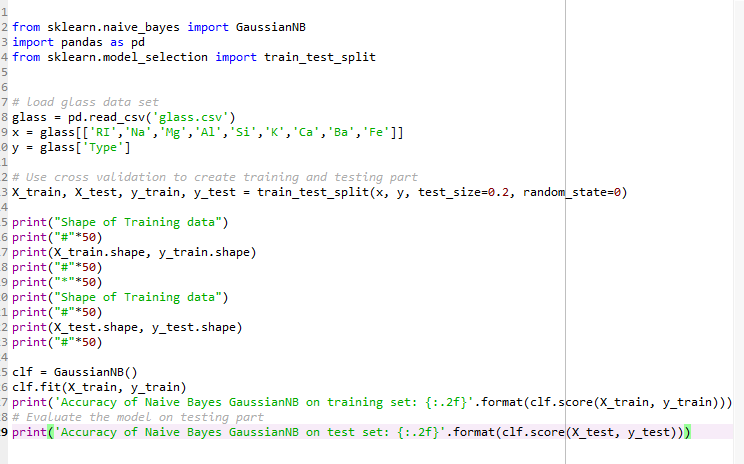 1
2 from sklearn.naive_bayes import GaussianNB
3 import pandas as pd
4 from sklearn.model_selection import train_test_split
5
6
7 # load glass data set
8 glass = pd.read_csv('glass.csv')
9 x = glass[['RI','Na','Mg','Al','Si','K','Ca','Ba','Fe']]
0 y = glass['Type']
1
2 # Use cross validation to create training and testing part
3 X_train, X_test, y_train, y_test = train_test_split(x, y, test_size=0.2, random_state=0)
4
5 print("Shape of Training data")
6 print("#"*50)
7 print(X_train.shape, y_train.shape)
8 print("#"*50)
9 print("*"*50)
0 print("Shape of Training data")
1 print("#"*50)
2 print(X_test.shape, y_test.shape)
3 print("#"*50)
4
5 clf = GaussianNB()
6 clf.fit(X_train, y_train)
7 print('Accuracy of Naive Bayes GaussianNB on training set: {:.2f}'.format(clf.score(X_train, y_train)))
8 # Evaluate the model on testing part
9 print('Accuracy of Naive Bayes GaussianNB on test set: {:.2f}'.format(clf.score(X_test, y_test)))